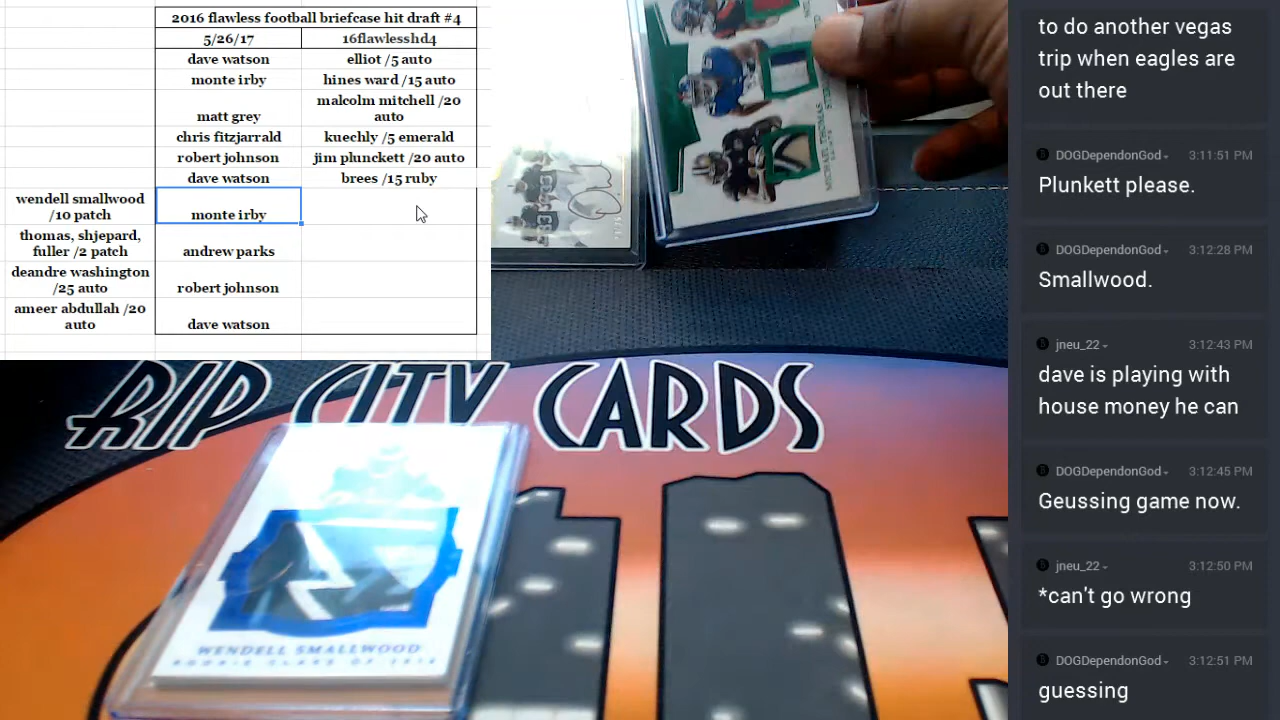 2016 flawless football briefcase hit draft #4
5/26/17 16flawlesshd4
dave watson elliot /5 auto
monte irby hines ward /15 auto
malcolm mitchell /20
matt grey auto
chris fitzjarrald kuechly /5 emerald
robert johnson jim plunckett /20 auto
dave watson brees /15 ruby
wendell smallwood
/10 patch monte irby
thomas, shjepard,
fuller /2 patch andrew parks
deandre washington
/25 auto robert johnson
ameer abdullah /20
auto dave watson
MICHAEL THOMAS
RIP CITY CARDS
WENDELL SMALLWOOD
ROOKIE CLASS OF 2016
to do another vegas
trip when eagles are
out there
DOGDependonGod 3:11:51 PM
Plunkett please.
DOGDependonGod 3:12:28 PM
Smallwood.
jneu_22 3:12:43 PM
dave is playing with
house money he can
DOGDependonGod 3:12:45 PM
Geussing game now.
jneu_22 3:12:50 PM
*can't go wrong
DOGDependonGod 3:12:51 PM
guessing